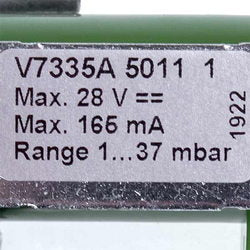 V7335A 5011 1
Max. 28 V ⎓
Max. 165 mA
Range 1...37 mbar
1922